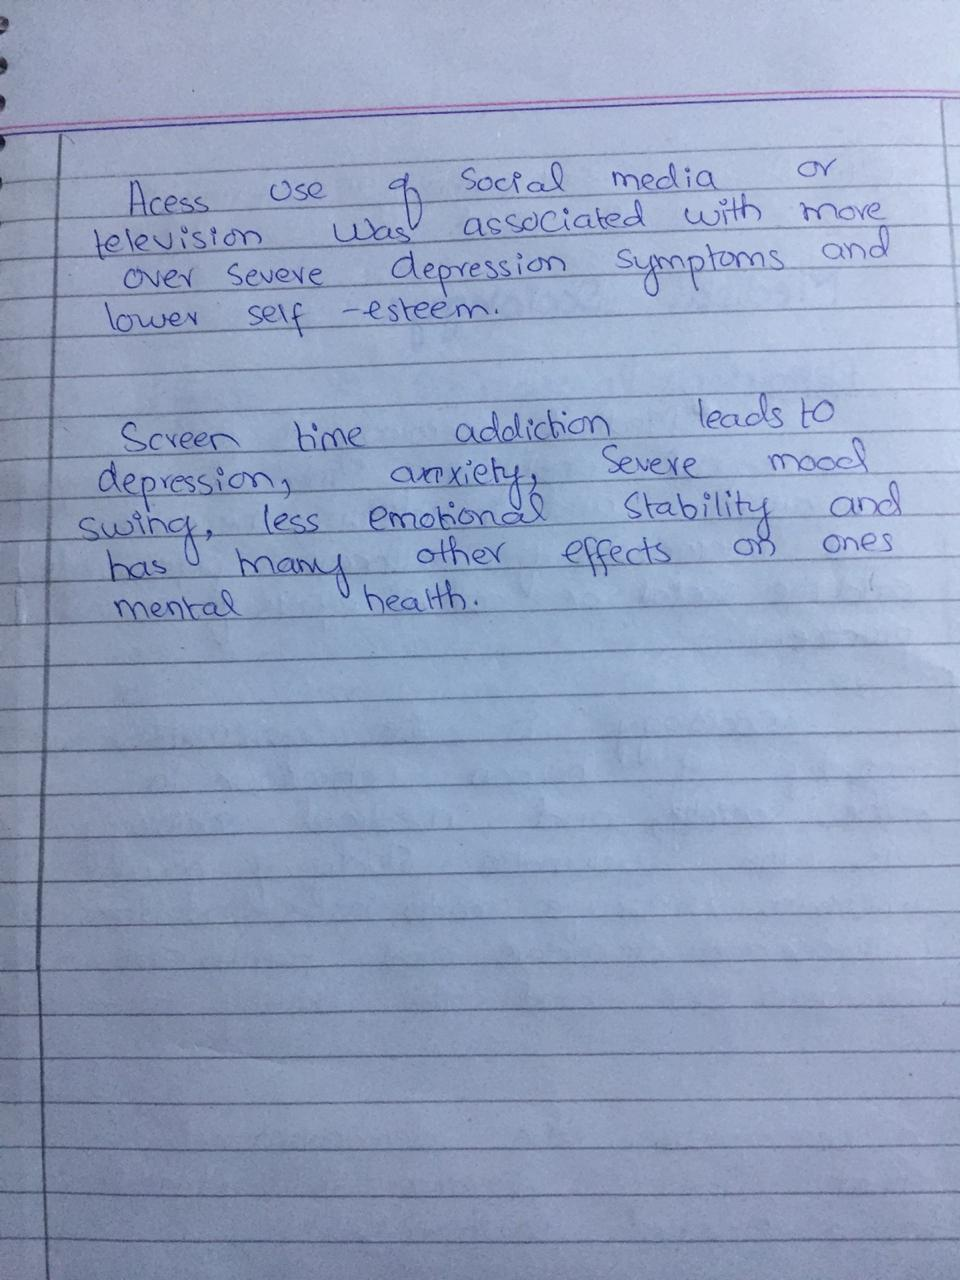 Acess use of Social media or
television was associated with more
over severe depression symptoms and
lower self -esteem.
Screen time addiction leads to
depression, anxiety, severe mood
swing, less emotional stability and
has many other effects on ones
mental health.